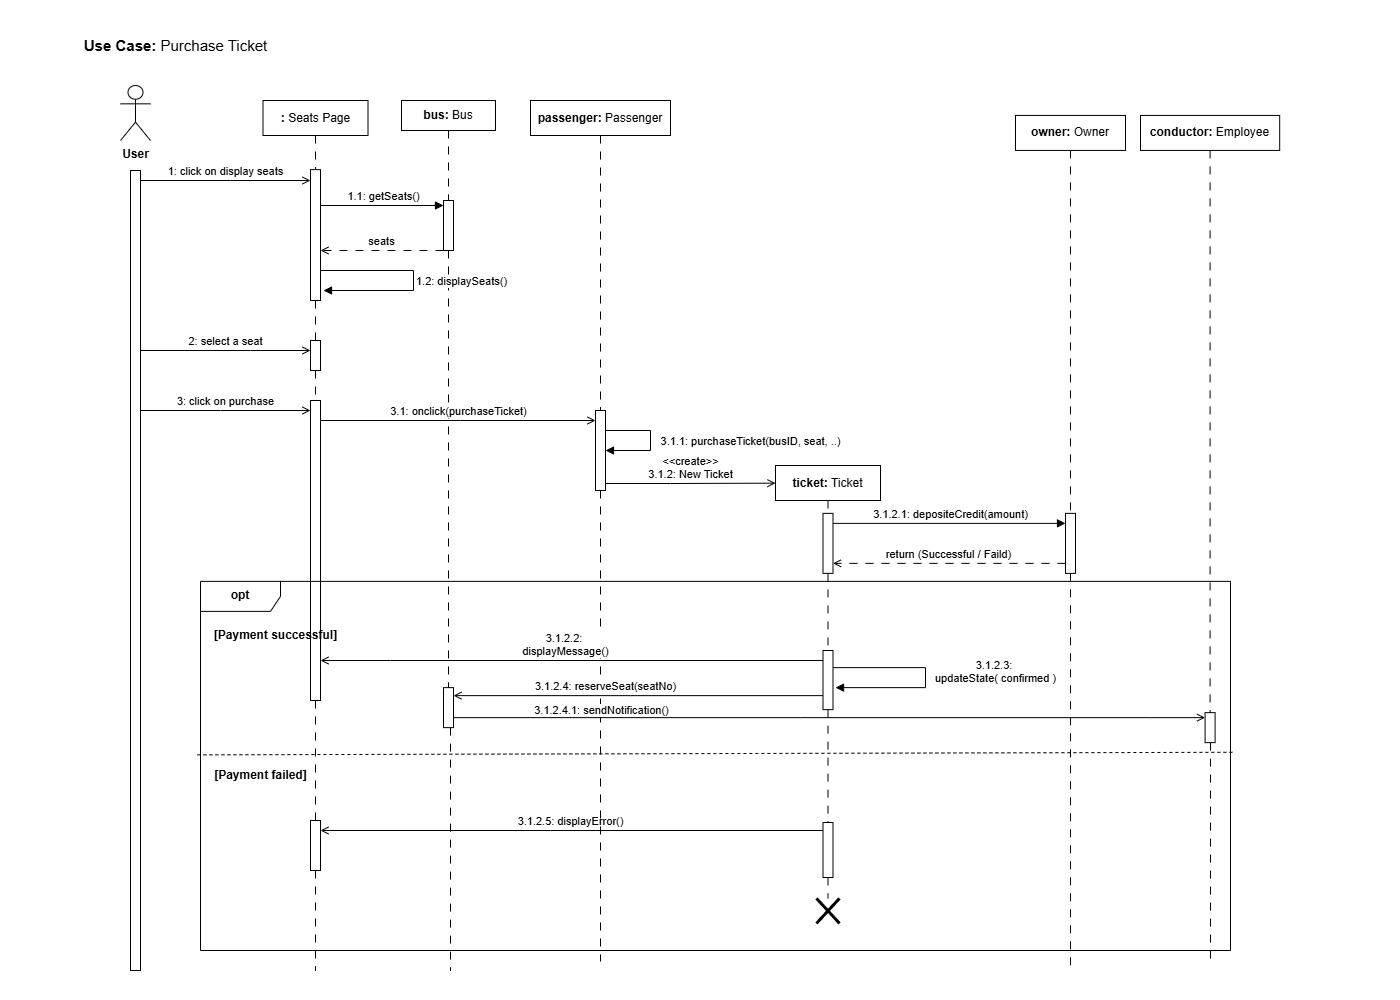 Use Case: Purchase Ticket
User
: Seats Page
bus: Bus
passenger: Passenger
owner: Owner
conductor: Employee
1: click on display seats
1.1: getSeats()
seats
1.2: displaySeats()
2: select a seat
3: click on purchase
3.1: onclick(purchaseTicket)
3.1.1: purchaseTicket(busID, seat, ..)
<<create>>
3.1.2: New Ticket
ticket: Ticket
3.1.2.1: depositeCredit(amount)
return (Successful / Faild)
opt
[Payment successful]
3.1.2.2:
displayMessage()
3.1.2.3:
updateState( confirmed )
3.1.2.4: reserveSeat(seatNo)
3.1.2.4.1: sendNotification()
[Payment failed]
3.1.2.5: displayError()